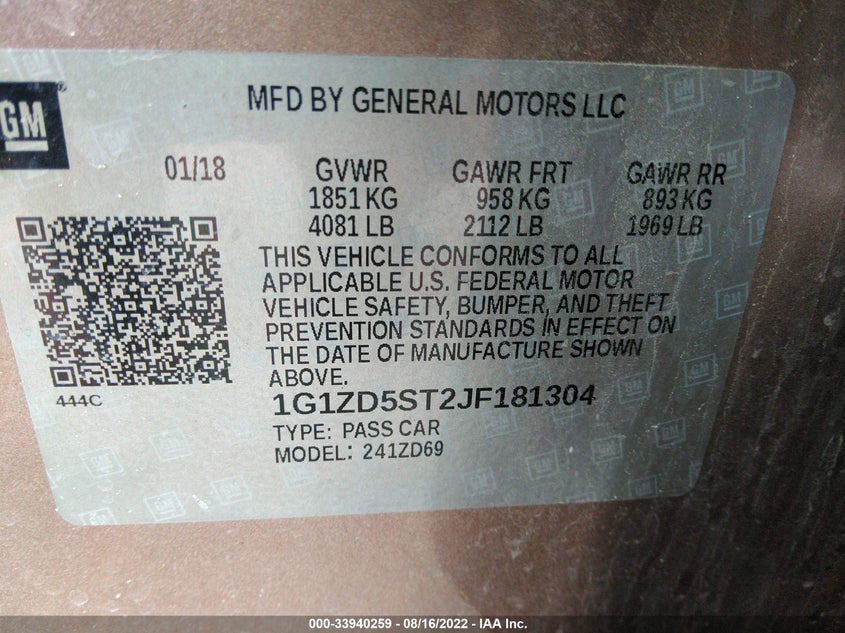 GM
MFD BY GENERAL MOTORS LLC
01/18 GVWR GAWR FRT GAWR RR
1851 KG 958 KG 893 KG
4081 LB 2112 LB 1969 LB
THIS VEHICLE CONFORMS TO ALL
APPLICABLE U.S. FEDERAL MOTOR
VEHICLE SAFETY, BUMPER, AND THEFT
PREVENTION STANDARDS IN EFFECT ON
THE DATE OF MANUFACTURE SHOWN
ABOVE.
444C
1G1ZD5ST2JF181304
TYPE: PASS CAR
MODEL: 241ZD69
000-33940259 - 08/16/2022 - IAA Inc.